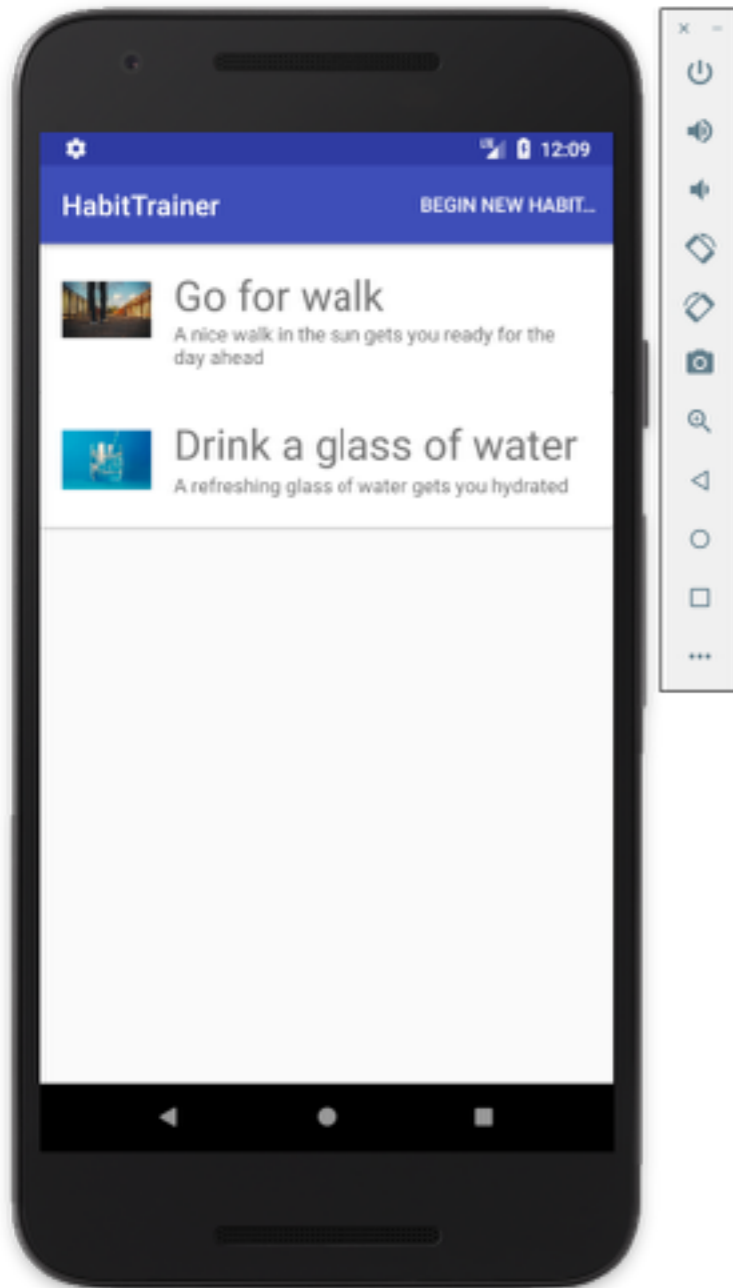 12:09
HabitTrainer
BEGIN NEW HABIT...
Go for walk
A nice walk in the sun gets you ready for the
day ahead
Drink a glass of water
A refreshing glass of water gets you hydrated